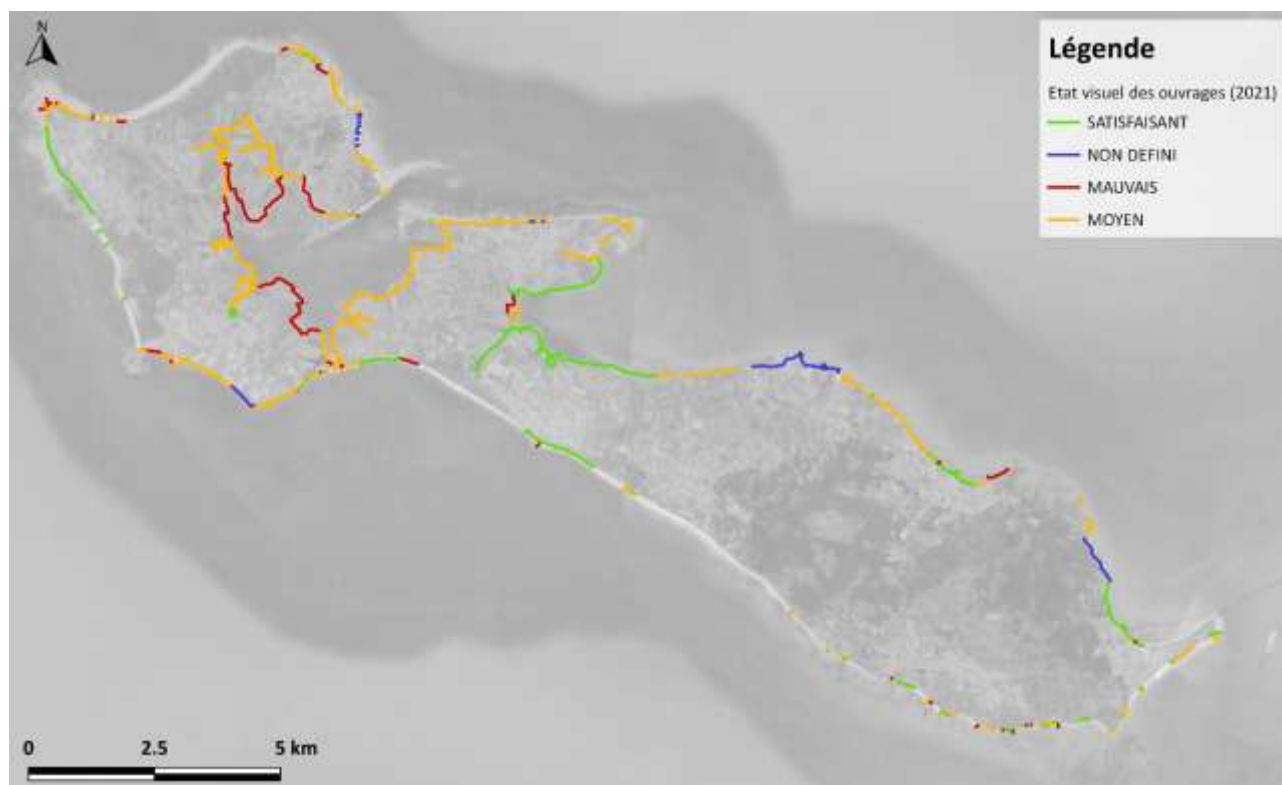 N
Légende
Etat visuel des ouvrages (2021)
SATISFAISANT
NON DEFINI
MAUVAIS
MOYEN
0 2.5 5 km